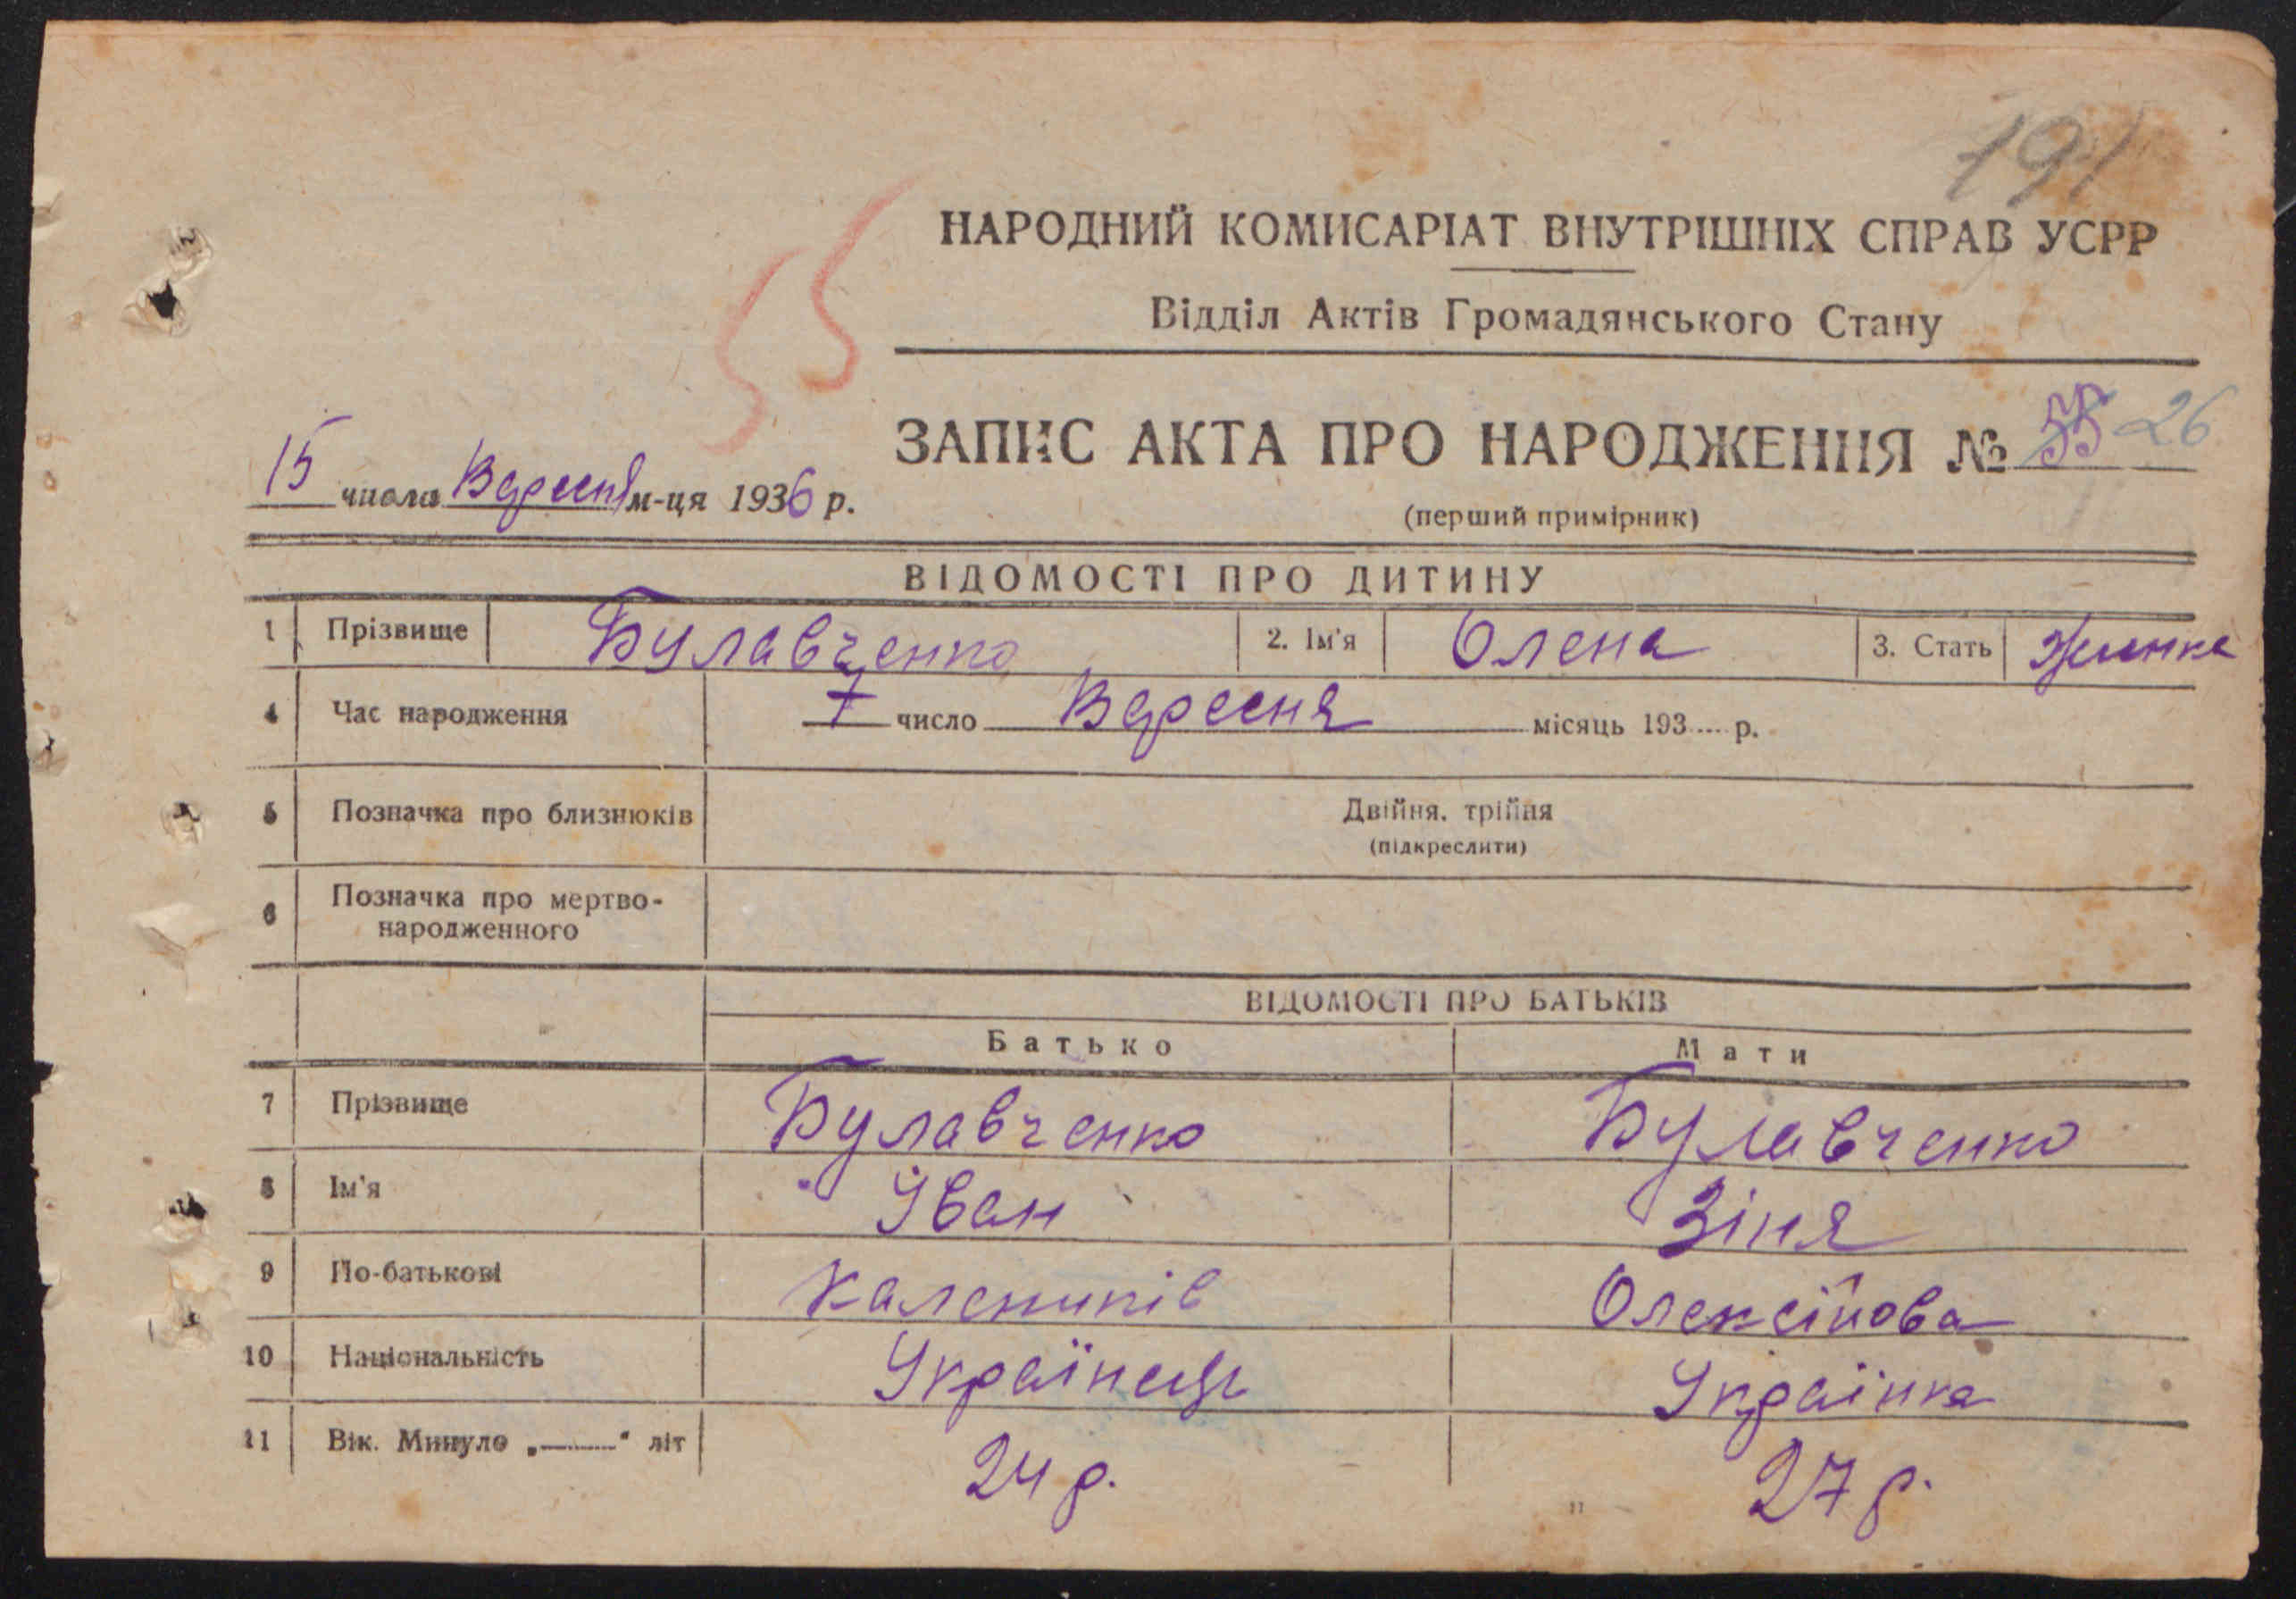 191
НАРОДНИЙ КОМИСАРІАТ ВНУТРІШНІХ СПРАВ УСРР
Відділ Актів Громадянського Стану
55
ЗАПИС АКТА ПРО НАРОДЖЕННЯ № 55 26
15 числа Вересня м-ця 1936 р.
(перший примірник)
ВІДОМОСТІ ПРО ДИТИНУ
1 Прізвище Булавченко 2. Ім'я Олена 3. Стать Жинка
4 Час народження 7 число Вересня місяць 193.... р.
5 Позначка про близнюків Двійня, трійня
(підкреслити)
6 Позначка про мертво-
народженного
ВІДОМОСТІ ПРО БАТЬКІВ
Батько Мати
7 Прізвище Булавченко Булавченко
8 Ім'я Іван Зіня
9 По-батькові Калеників Олексійова
10 Національність Українець Українка
11 Вік. Минуло „——“ літ 24 р. 27 р.